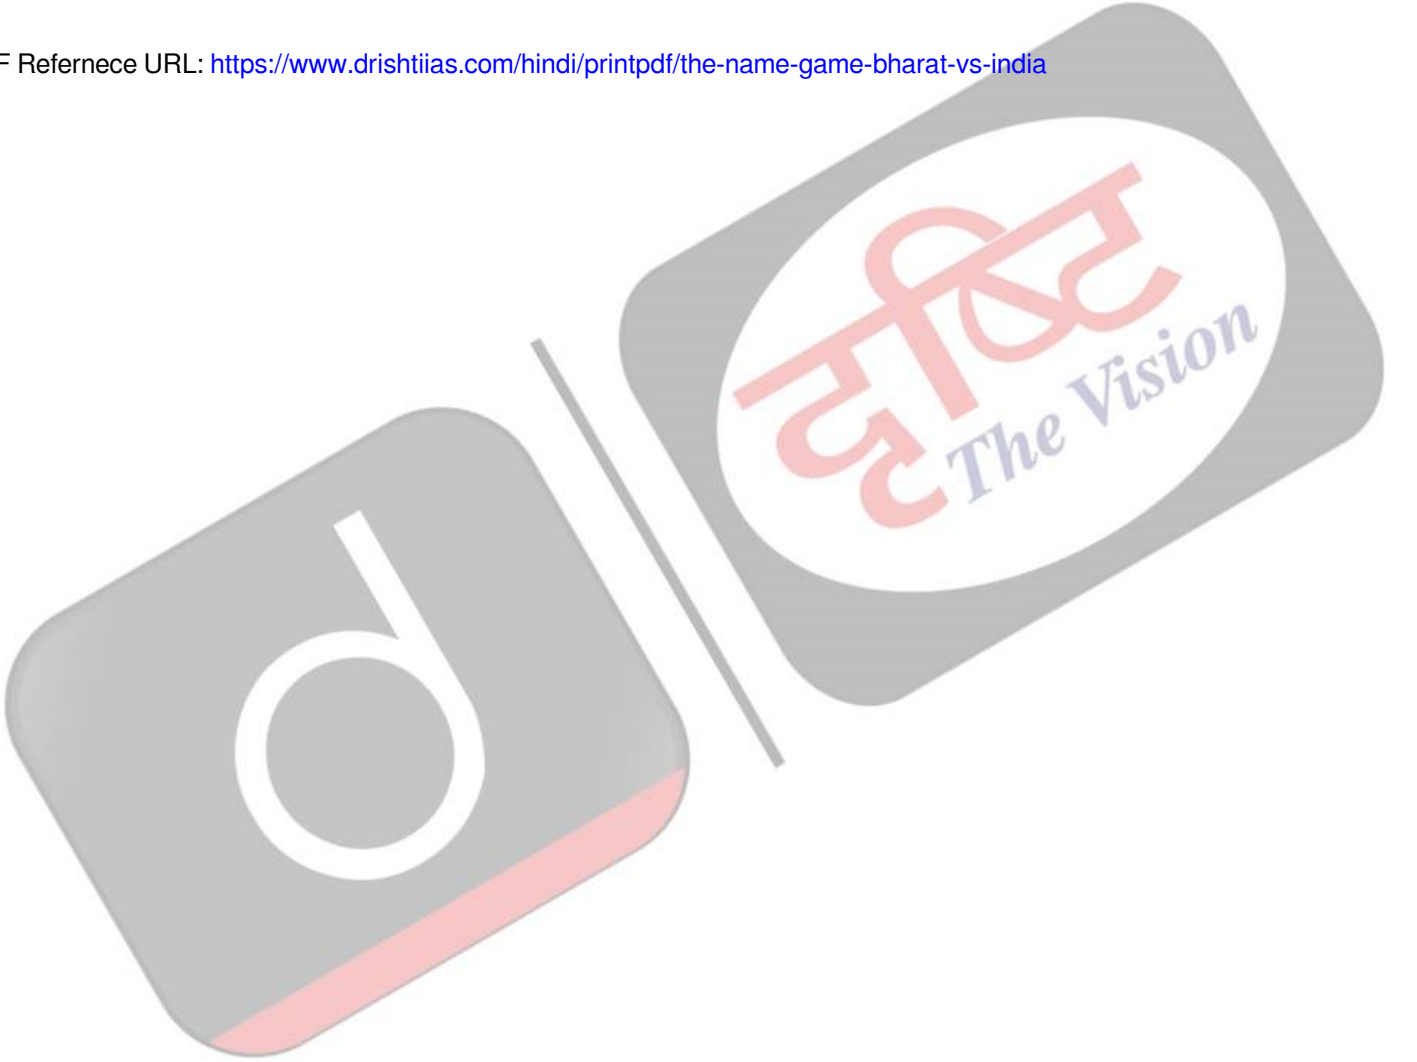 F Refernece URL: https://www.drishtiias.com/hindi/printpdf/the-name-game-bharat-vs-india
दृष्टि
The Vision
d